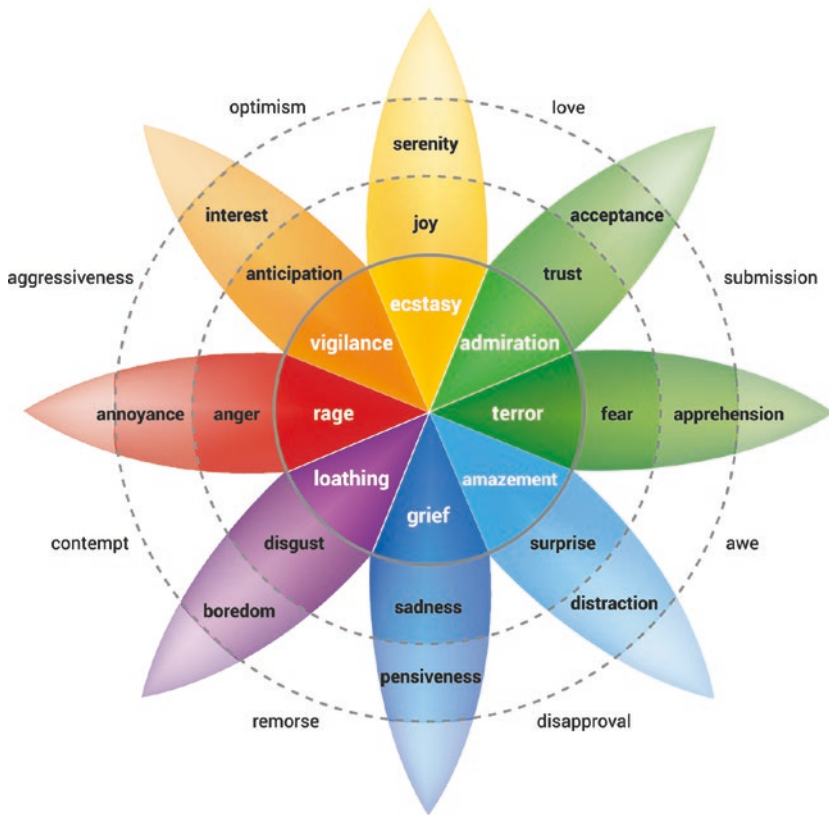 optimism
love
serenity
interest
acceptance
joy
anticipation
trust
aggressiveness
submission
ecstasy
vigilance
admiration
annoyance
anger
rage
terror
fear
apprehension
loathing
amazement
grief
contempt
disgust
surprise
awe
boredom
sadness
distraction
pensiveness
remorse
disapproval